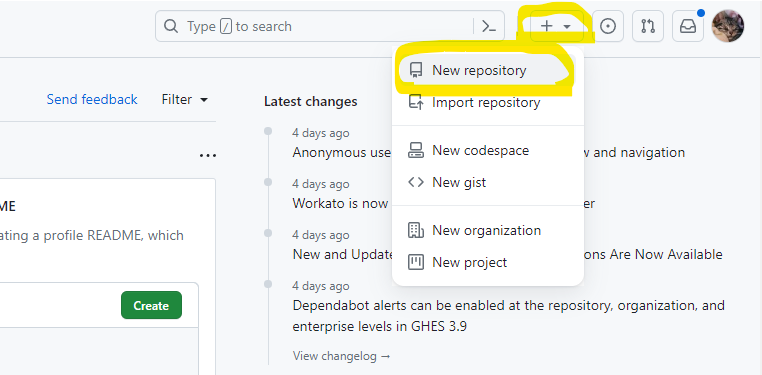 Type / to search
Send feedback
Filter
New repository
Import repository
New codespace
New gist
New organization
New project
Latest changes
4 days ago
Anonymous use
w and navigation
4 days ago
Workato is now
er
4 days ago
New and Update
ons Are Now Available
4 days ago
Dependabot alerts can be enabled at the repository, organization, and
enterprise levels in GHES 3.9
View changelog →
ME
ating a profile README, which
Create